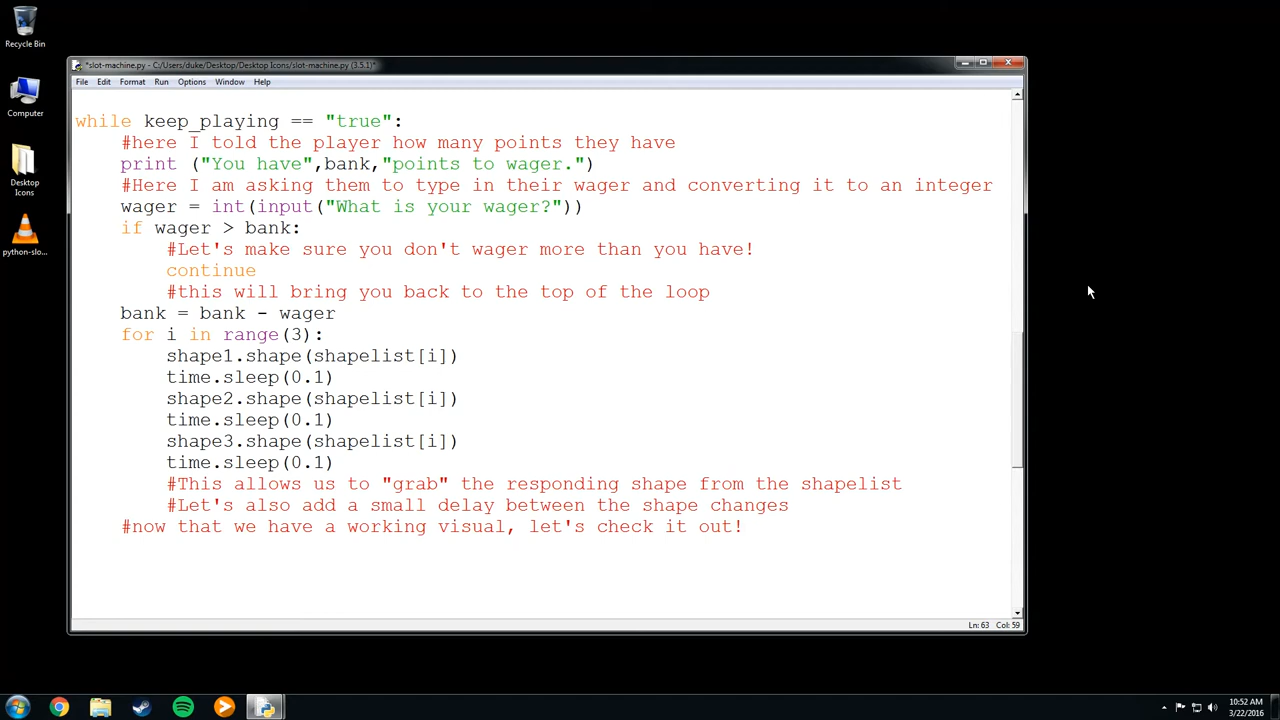 Recycle Bin
Computer
Desktop
Icons
python-slo...
*slot-machine.py - C:/Users/duke/Desktop/Desktop Icons/slot-machine.py (3.5.1)*
File Edit Format Run Options Window Help
while keep_playing == "true":
#here I told the player how many points they have
print ("You have",bank,"points to wager.")
#Here I am asking them to type in their wager and converting it to an integer
wager = int(input("What is your wager?"))
if wager > bank:
#Let's make sure you don't wager more than you have!
continue
#this will bring you back to the top of the loop
bank = bank - wager
for i in range(3):
shape1.shape(shapelist[i])
time.sleep(0.1)
shape2.shape(shapelist[i])
time.sleep(0.1)
shape3.shape(shapelist[i])
time.sleep(0.1)
#This allows us to "grab" the responding shape from the shapelist
#Let's also add a small delay between the shape changes
#now that we have a working visual, let's check it out!
Ln: 63 Col: 59
10:52 AM
3/22/2016